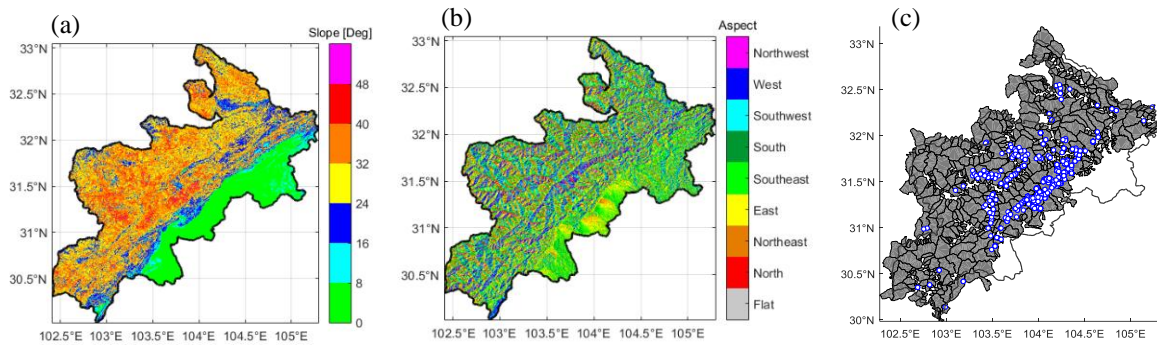 (a)
Slope [Deg]
33°N
32.5°N
32°N
31.5°N
31°N
30.5°N
102.5°E 103°E 103.5°E 104°E 104.5°E 105°E
48
40
32
24
16
8
0
(b)
Aspect
33°N
32.5°N
32°N
31.5°N
31°N
30.5°N
102.5°E 103°E 103.5°E 104°E 104.5°E 105°E
Northwest
West
Southwest
South
Southeast
East
Northeast
North
Flat
(c)
33°N
32.5°N
32°N
31.5°N
31°N
30.5°N
30°N
102.5°E 103°E 103.5°E 104°E 104.5°E 105°E